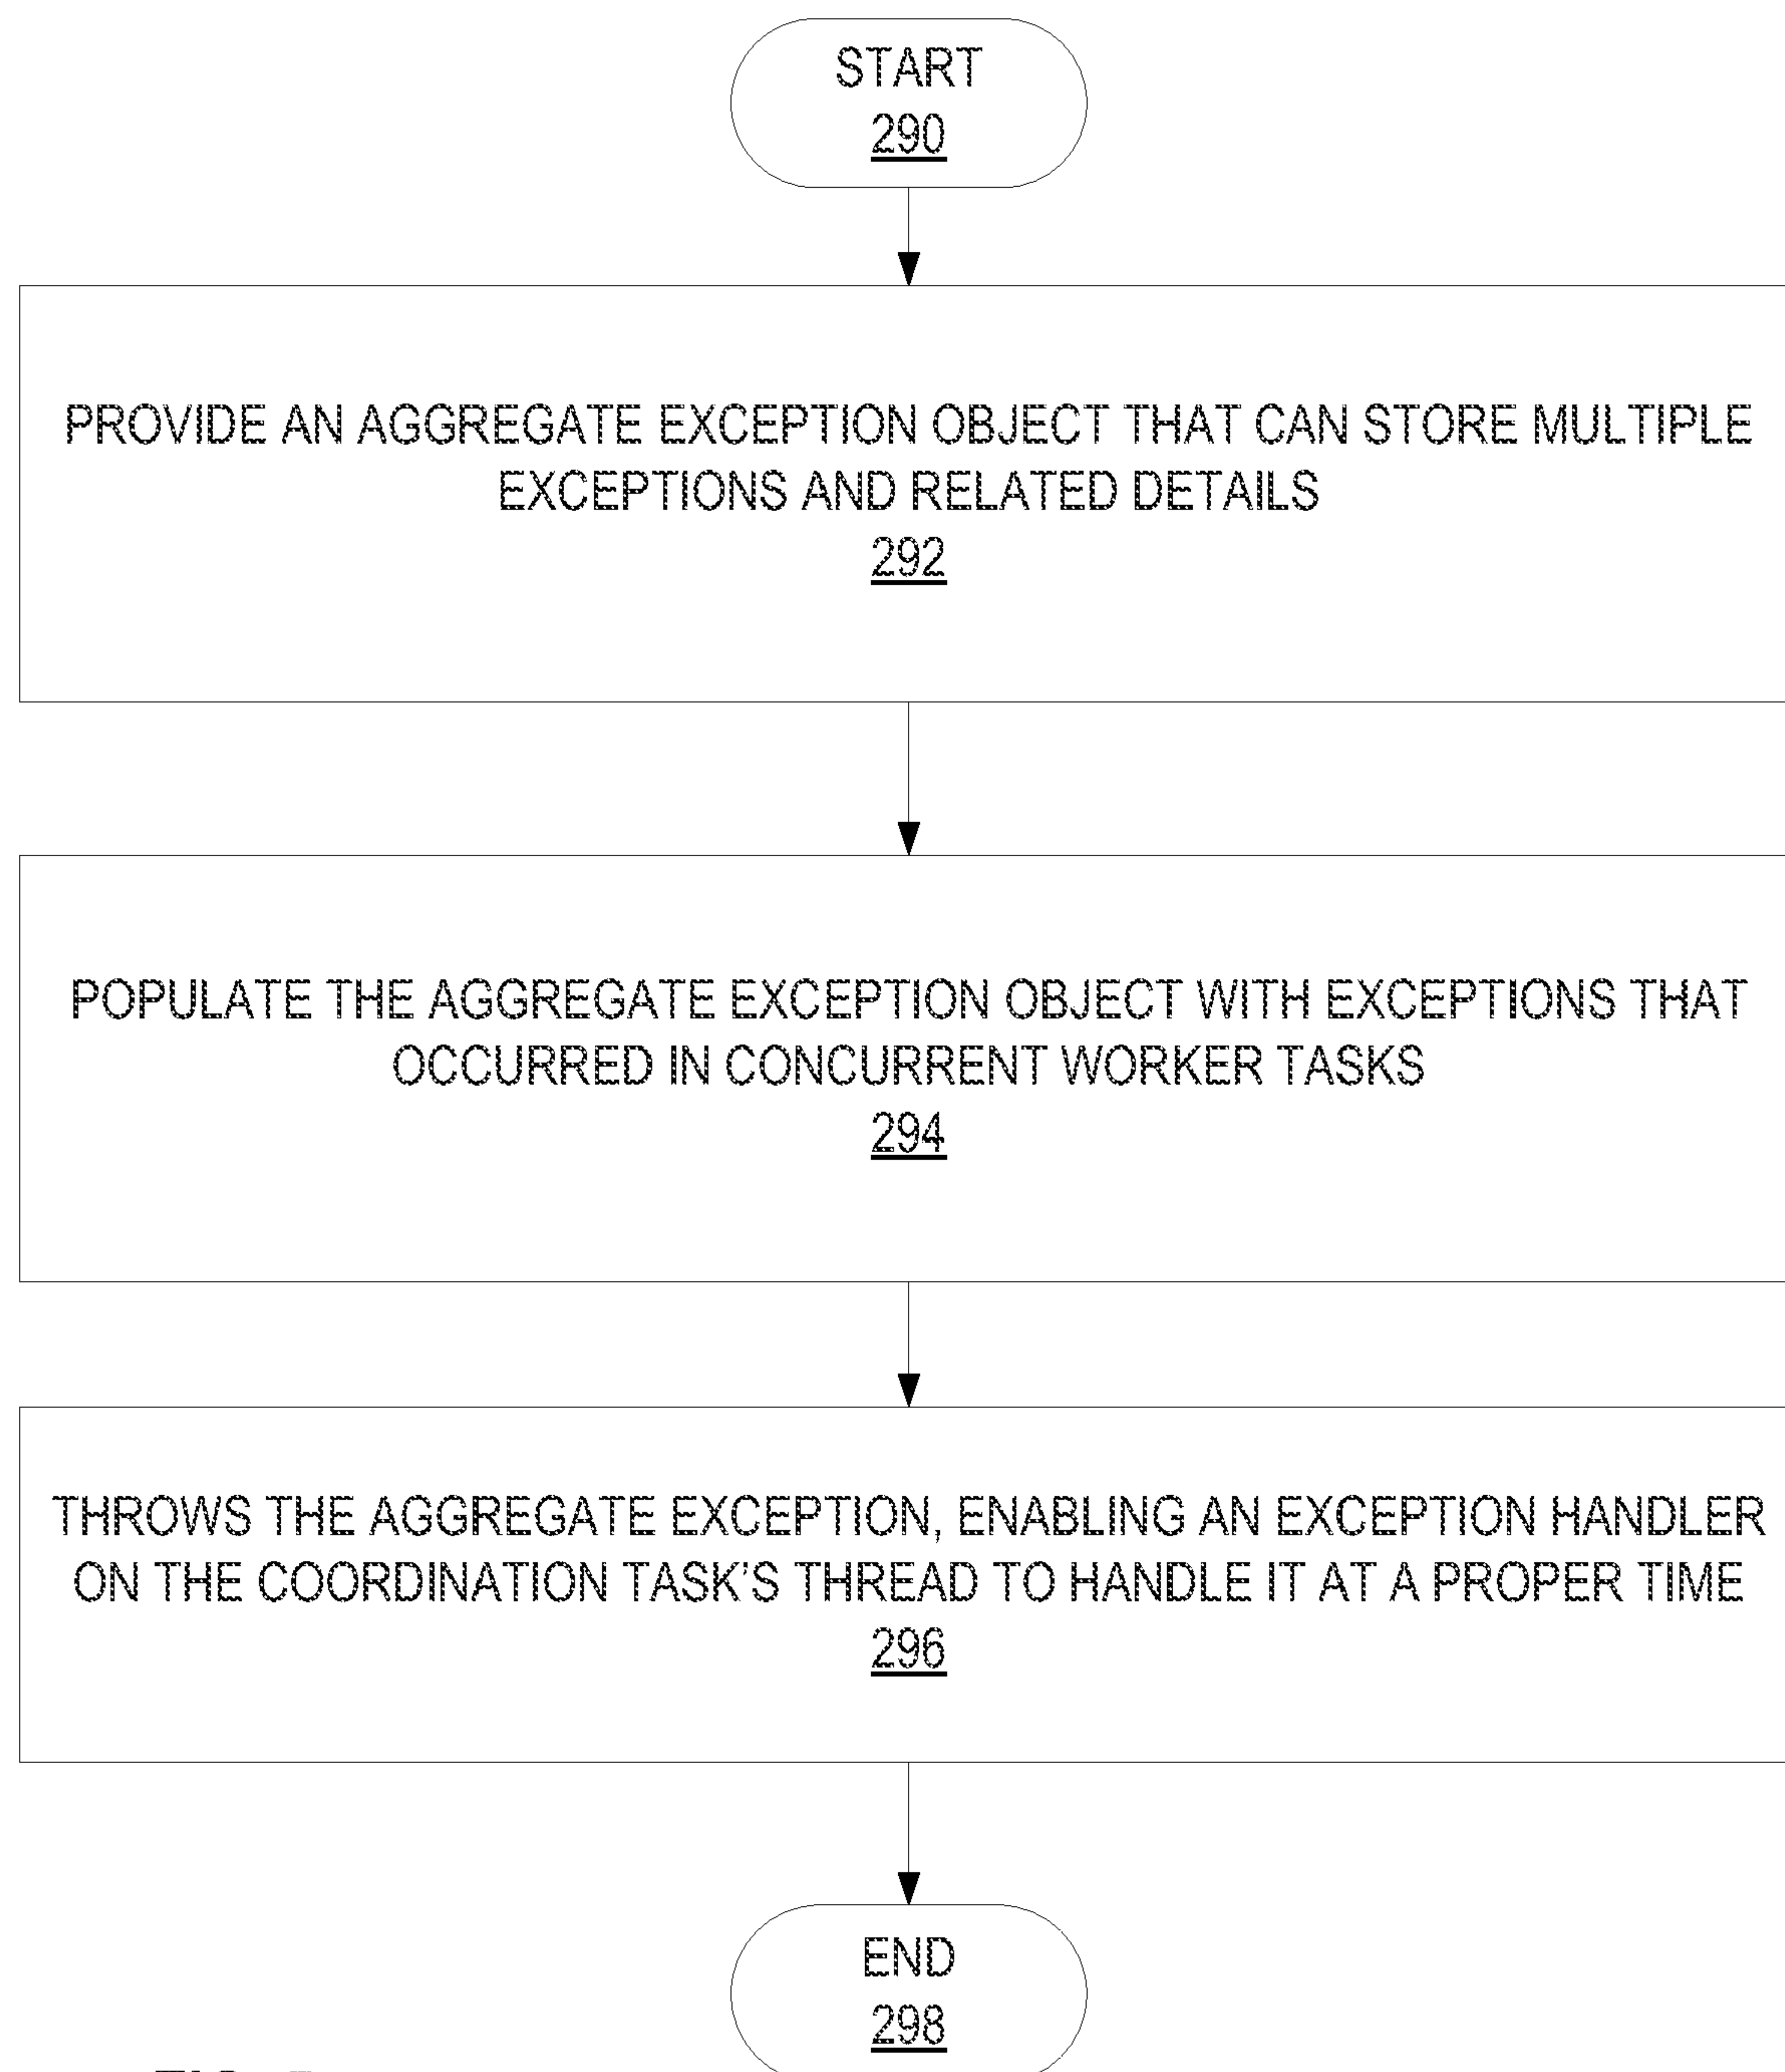 START
290
PROVIDE AN AGGREGATE EXCEPTION OBJECT THAT CAN STORE MULTIPLE
EXCEPTIONS AND RELATED DETAILS
292
POPULATE THE AGGREGATE EXCEPTION OBJECT WITH EXCEPTIONS THAT
OCCURRED IN CONCURRENT WORKER TASKS
294
THROWS THE AGGREGATE EXCEPTION, ENABLING AN EXCEPTION HANDLER
ON THE COORDINATION TASK'S THREAD TO HANDLE IT AT A PROPER TIME
296
END
298